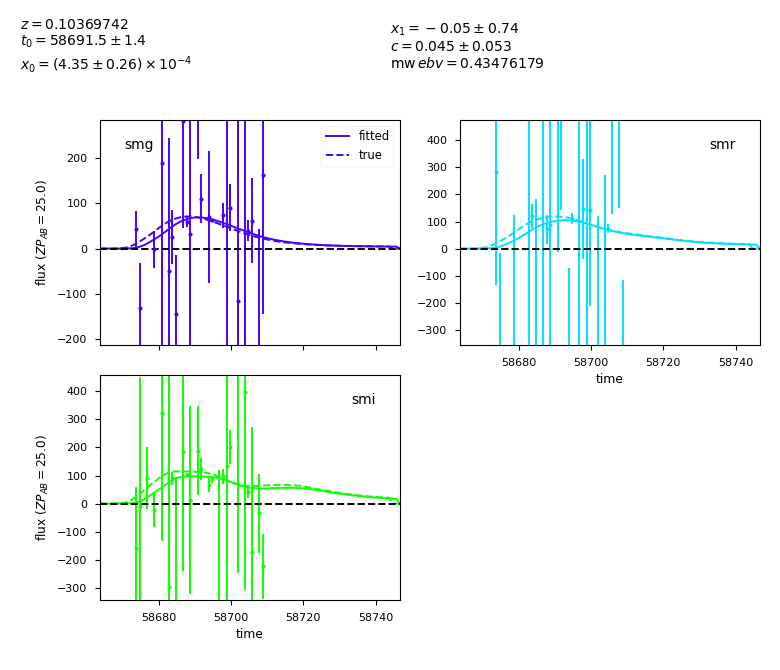 z = 0.10369742
t₀ = 58691.5 ± 1.4
x₀ = (4.35 ± 0.26) × 10⁻⁴
x₁ = −0.05 ± 0.74
c = 0.045 ± 0.053
mw ebv = 0.43476179
smg
fitted
true
200
100
0
−100
−200
flux (ZP_AB = 25.0)
smr
400
300
200
100
0
−100
−200
−300
58680 58700 58720 58740
time
smi
400
300
200
100
0
−100
−200
−300
flux (ZP_AB = 25.0)
58680 58700 58720 58740
time